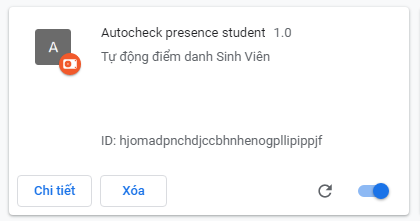 A
Autocheck presence student 1.0
Tự động điểm danh Sinh Viên
ID: hjomadpnchdjccbhnhenogpllipippjf
Chi tiết Xóa